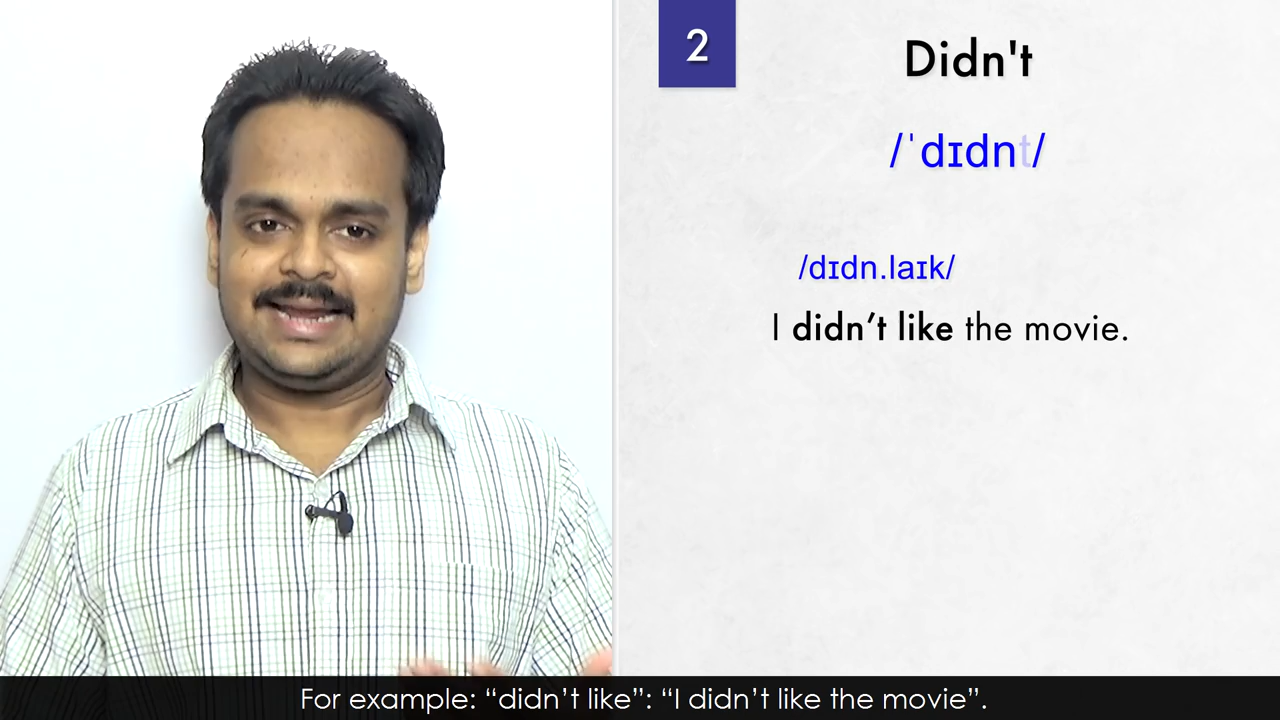 2
Didn't
/ˈdɪdnt/
/dɪdn.laɪk/
I didn’t like the movie.
For example: “didn’t like”: “I didn’t like the movie”.